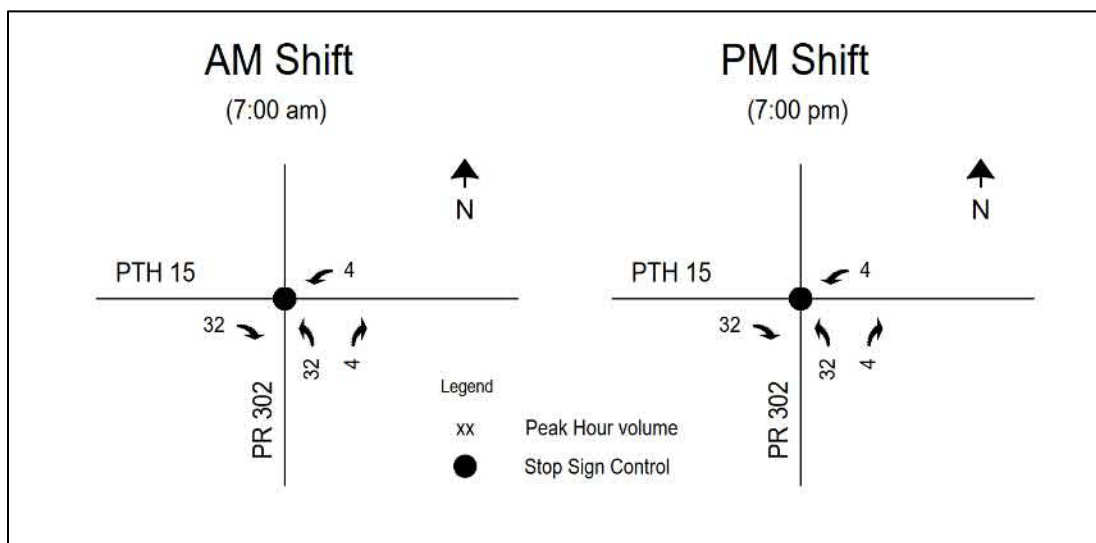 AM Shift
(7:00 am)
N
PTH 15
4
32
32
4
PR 302
PM Shift
(7:00 pm)
N
PTH 15
4
32
32
4
PR 302
Legend
xx Peak Hour volume
Stop Sign Control